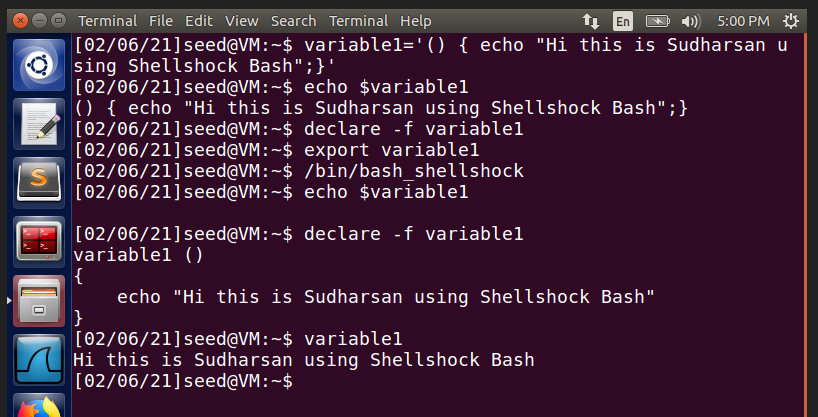 Terminal File Edit View Search Terminal Help En 5:00 PM
[02/06/21]seed@VM:~$ variable1='() { echo "Hi this is Sudharsan u
sing Shellshock Bash";}'
[02/06/21]seed@VM:~$ echo $variable1
() { echo "Hi this is Sudharsan using Shellshock Bash";}
[02/06/21]seed@VM:~$ declare -f variable1
[02/06/21]seed@VM:~$ export variable1
[02/06/21]seed@VM:~$ /bin/bash_shellshock
[02/06/21]seed@VM:~$ echo $variable1

[02/06/21]seed@VM:~$ declare -f variable1
variable1 ()
{
    echo "Hi this is Sudharsan using Shellshock Bash"
}
[02/06/21]seed@VM:~$ variable1
Hi this is Sudharsan using Shellshock Bash
[02/06/21]seed@VM:~$